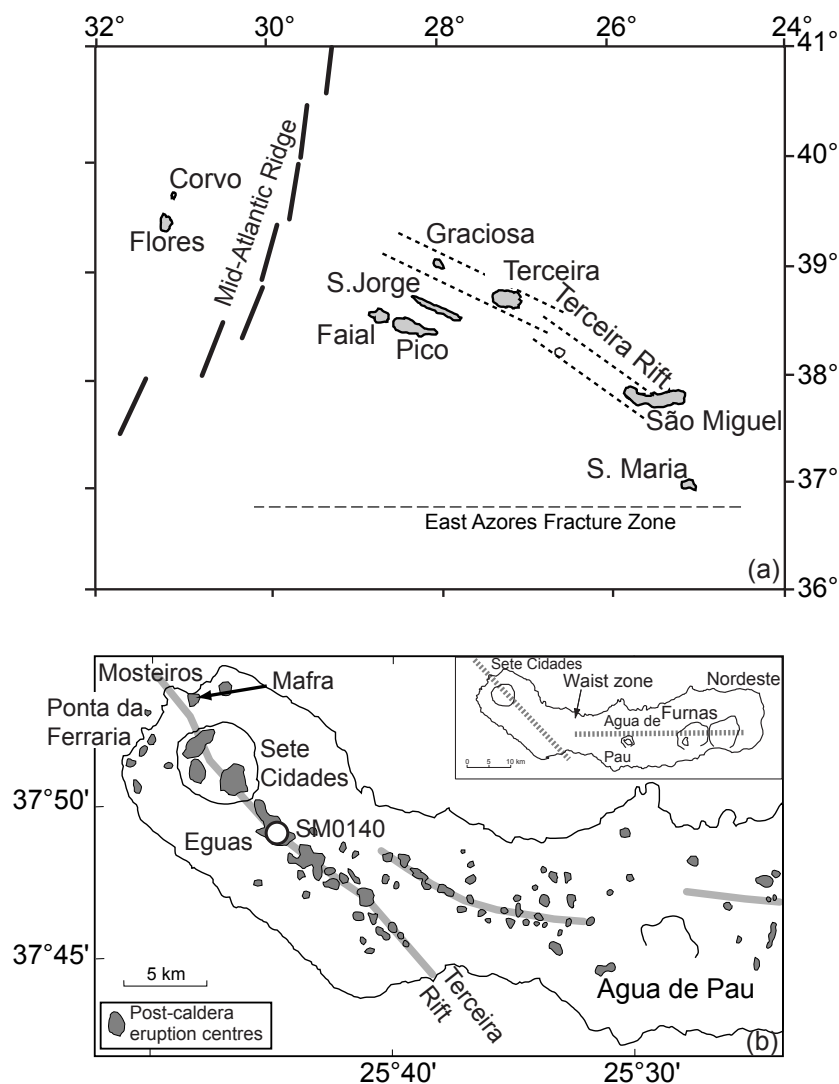 32°
30°
28°
26°
24°
41°
40°
39°
38°
37°
36°
Corvo
Flores
Mid-Atlantic Ridge
Graciosa
S.Jorge
Terceira
Terceira Rift
Faial
Pico
São Miguel
S. Maria
East Azores Fracture Zone
(a)
Mosteiros
Mafra
Ponta da
Ferraria
Sete
Cidades
37°50'
Eguas
SM0140
37°45'
5 km
Terceira
Rift
Agua de Pau
Post-caldera
eruption centres
(b)
25°40'
25°30'
Sete Cidades
Waist zone
Nordeste
Agua de
Furnas
Pau
0 5 10 km